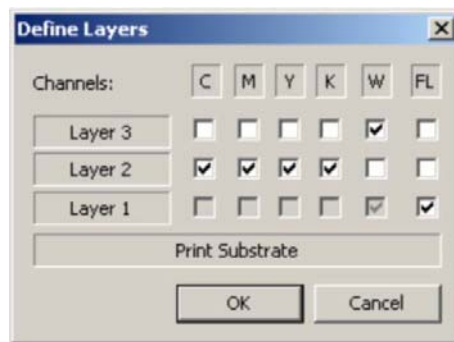 Define Layers
Channels: C M Y K W FL
Layer 3
Layer 2
Layer 1
Print Substrate
OK Cancel